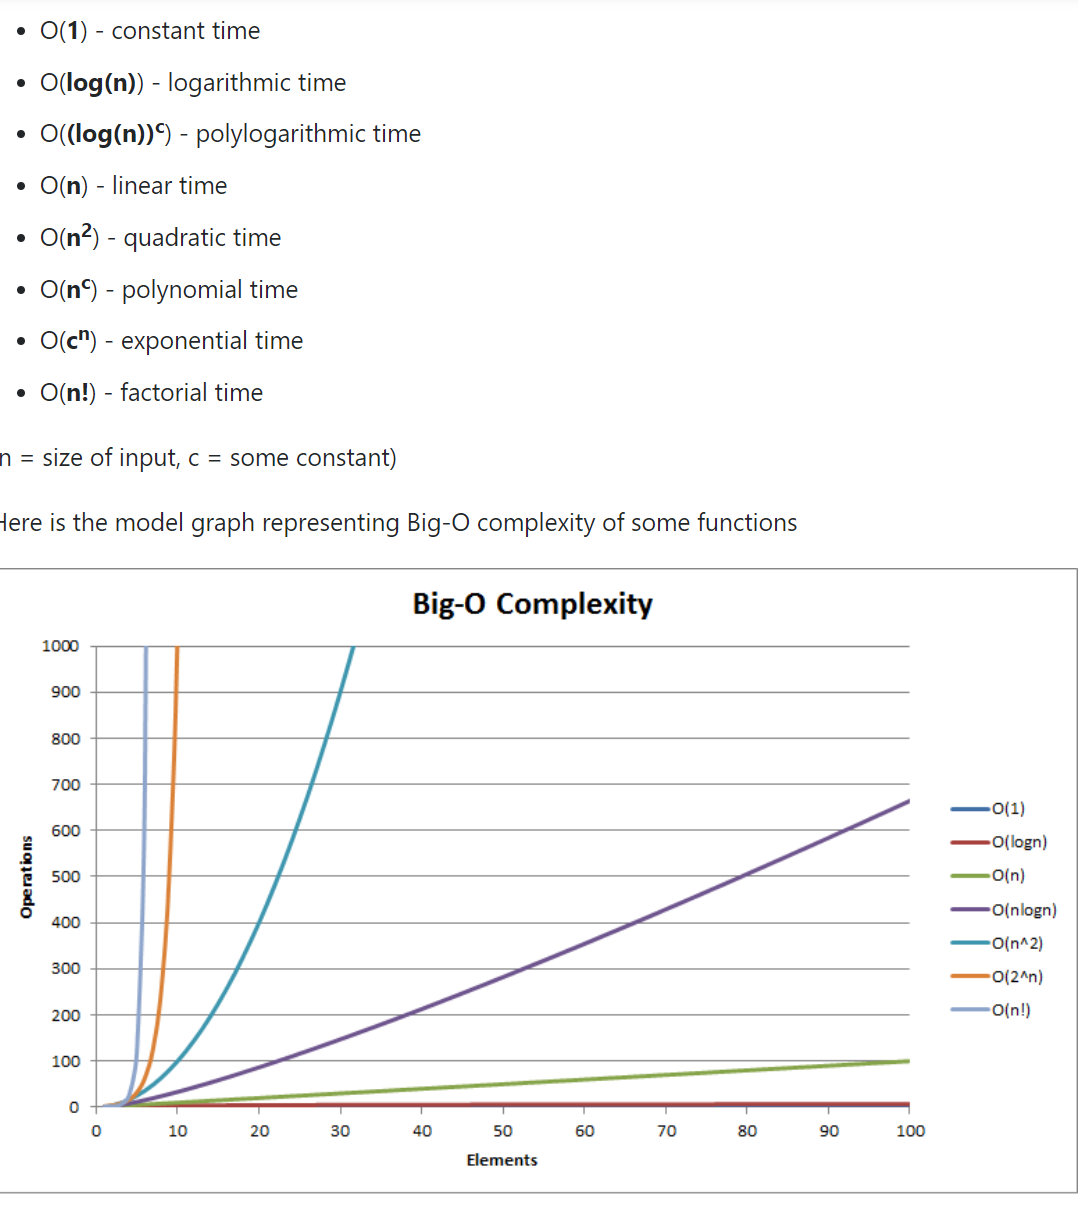 • O(1) - constant time
• O(log(n)) - logarithmic time
• O((log(n))ᶜ) - polylogarithmic time
• O(n) - linear time
• O(n²) - quadratic time
• O(nᶜ) - polynomial time
• O(cⁿ) - exponential time
• O(n!) - factorial time
n = size of input, c = some constant)
Here is the model graph representing Big-O complexity of some functions
Big-O Complexity
1000
900
800
700
600
500
400
300
200
100
0
Operations
0 10 20 30 40 50 60 70 80 90 100
Elements
O(1)
O(logn)
O(n)
O(nlogn)
O(n^2)
O(2^n)
O(n!)